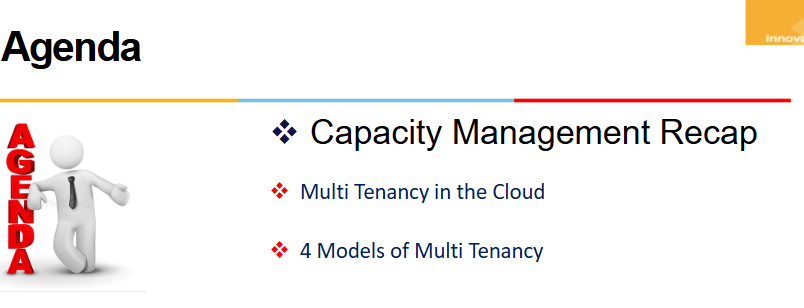 Agenda
AGENDA
❖ Capacity Management Recap
❖ Multi Tenancy in the Cloud
❖ 4 Models of Multi Tenancy